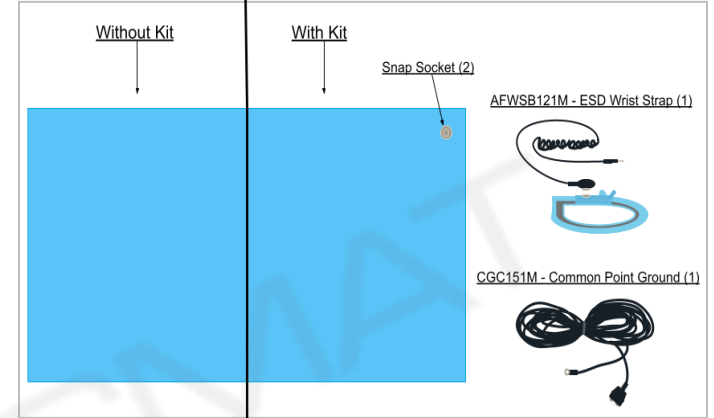 Without Kit
With Kit
Snap Socket (2)
AFWSB121M - ESD Wrist Strap (1)
CGC151M - Common Point Ground (1)